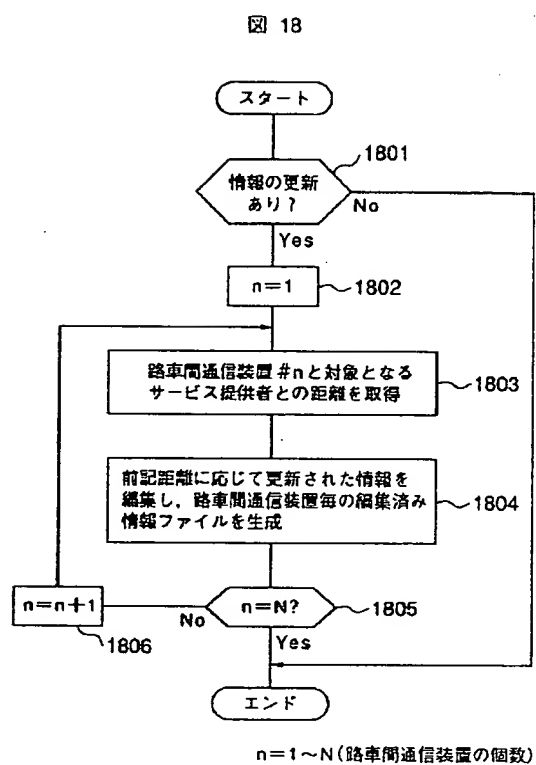 図 18
スタート
1801
情報の更新
あり?
No
Yes
n=1
1802
路車間通信装置#nと対象となる
サービス提供者との距離を取得
1803
前記距離に応じて更新された情報を
編集し,路車間通信装置毎の編集済み
情報ファイルを生成
1804
n=N?
1805
n=n+1
No
1806
Yes
エンド
n=1~N(路車間通信装置の個数)